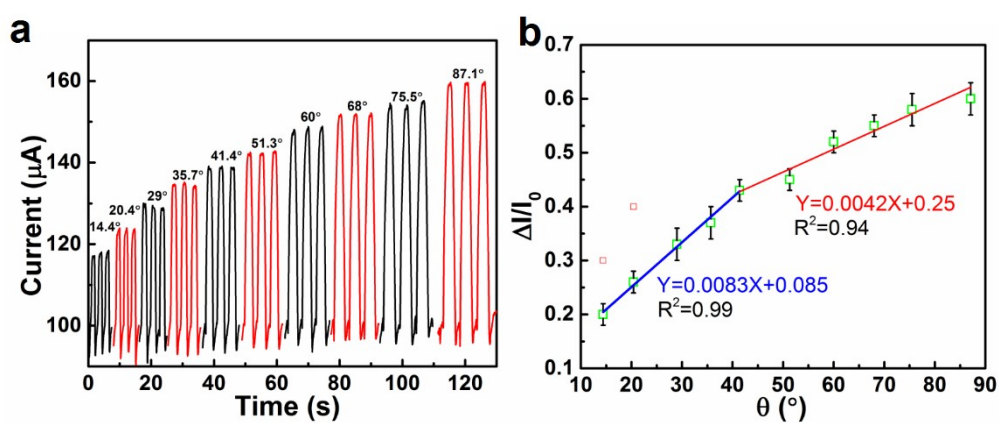 a
Current (μA)
160
140
120
100
14.4°
20.4°
29°
35.7°
41.4°
51.3°
60°
68°
75.5°
87.1°
0 20 40 60 80 100 120
Time (s)
b
ΔI/I0
0.7
0.6
0.5
0.4
0.3
0.2
0.1
Y=0.0042X+0.25
R²=0.94
Y=0.0083X+0.085
R²=0.99
10 20 30 40 50 60 70 80 90
θ (°)